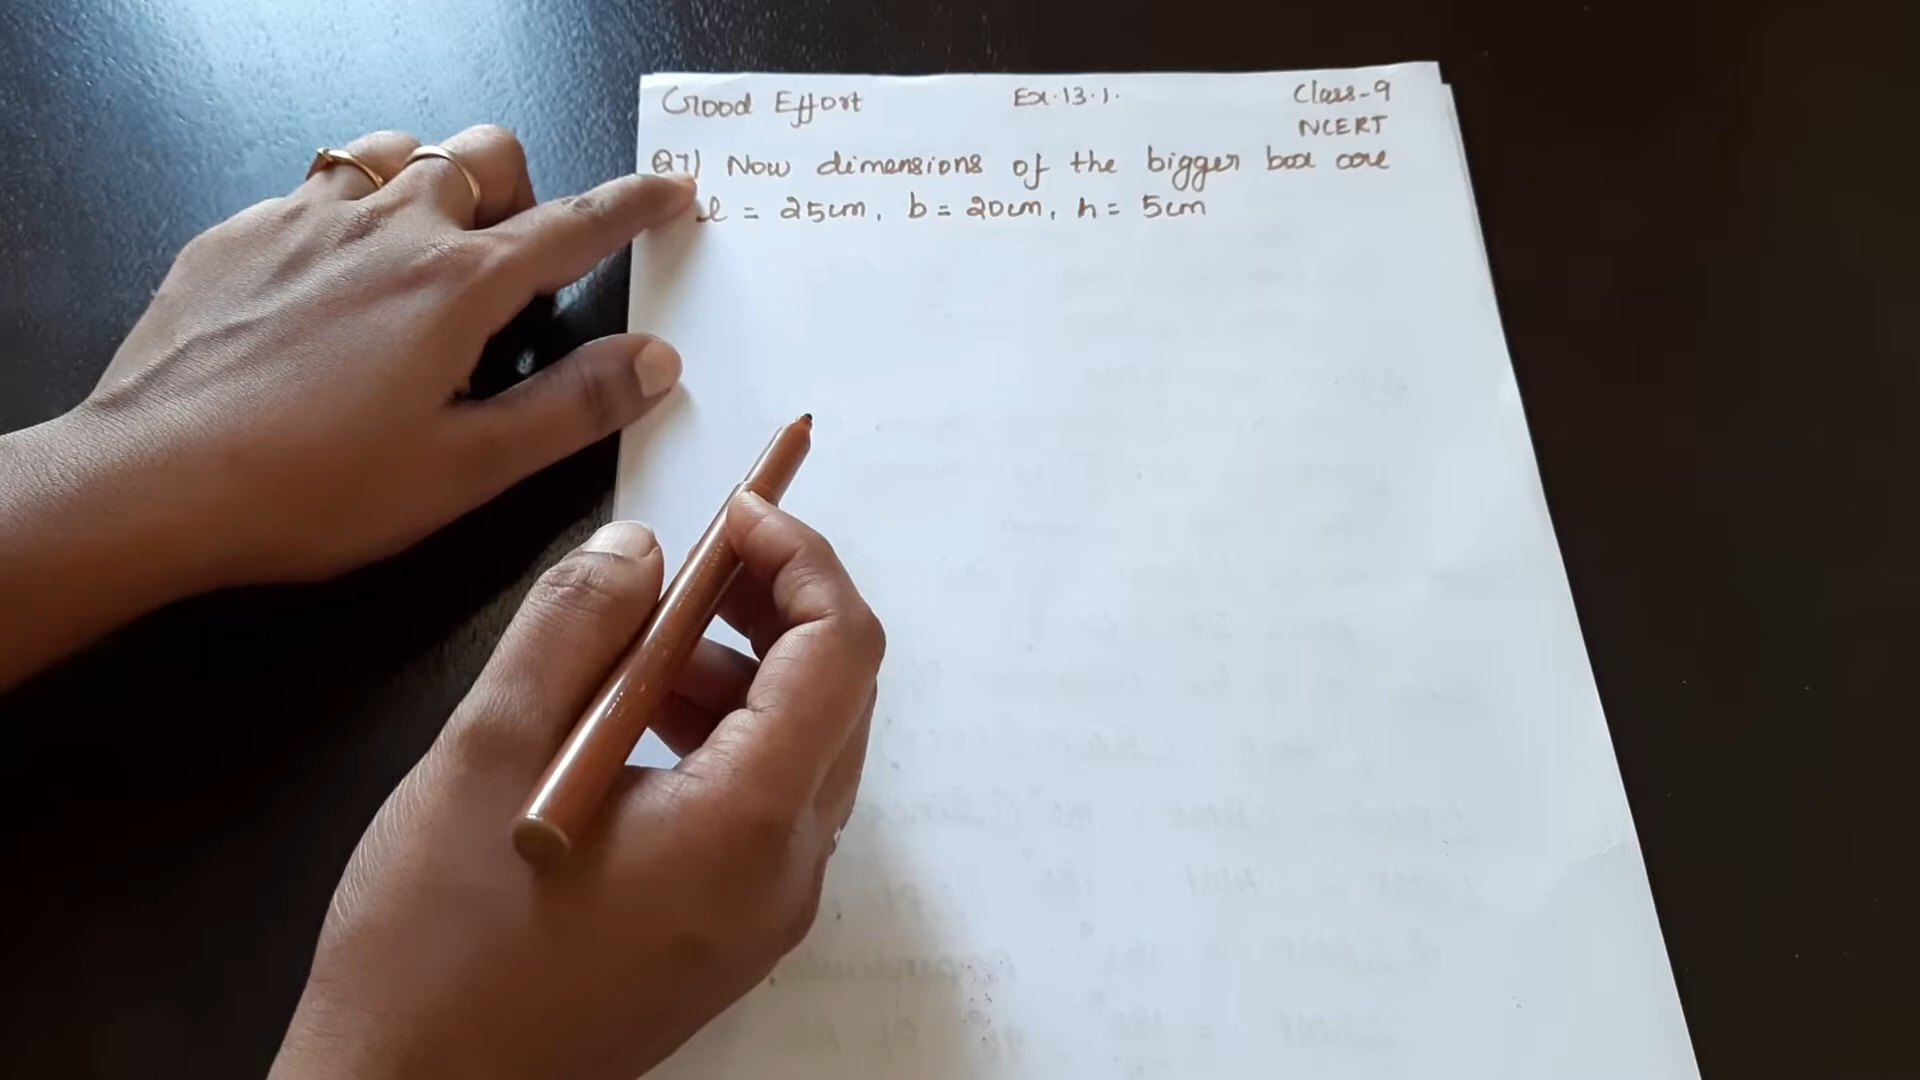 Good Effort Ex.13.1. Class-9
NCERT
Q7) Now dimensions of the bigger box are
l = 25cm, b = 20cm, h = 5cm